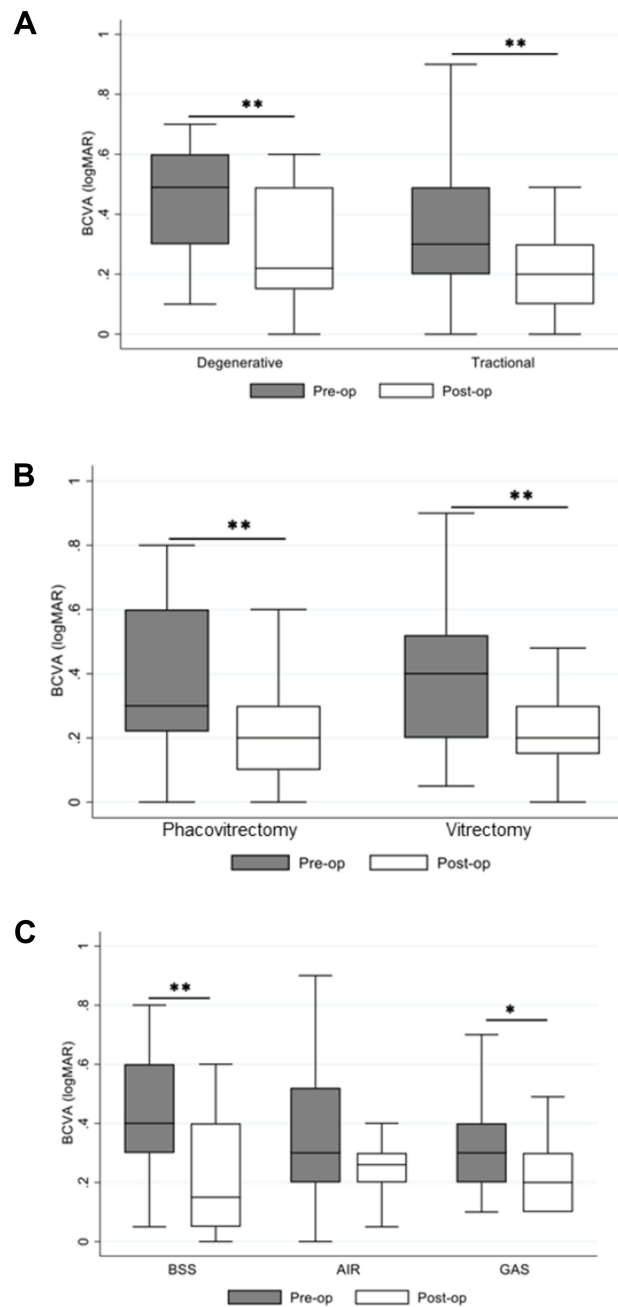 A
BCVA (logMAR)
1
.8
.6
.4
.2
0
**
**
Degenerative
Tractional
Pre-op
Post-op
B
BCVA (logMAR)
1
.8
.6
.4
.2
0
**
**
Phacovitrectomy
Vitrectomy
Pre-op
Post-op
C
BCVA (logMAR)
1
.8
.6
.4
.2
0
**
*
BSS
AIR
GAS
Pre-op
Post-op